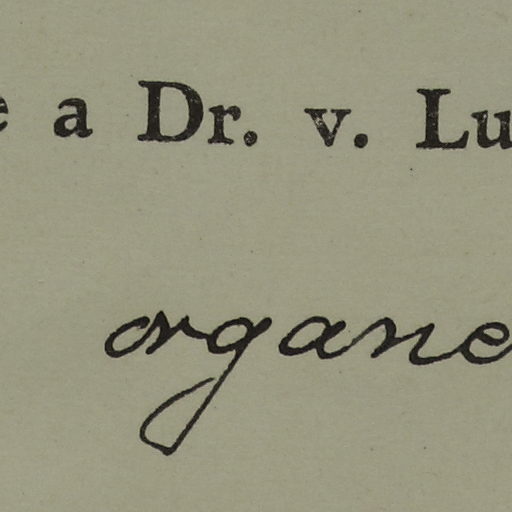 e a Dr. v. Lu
organe